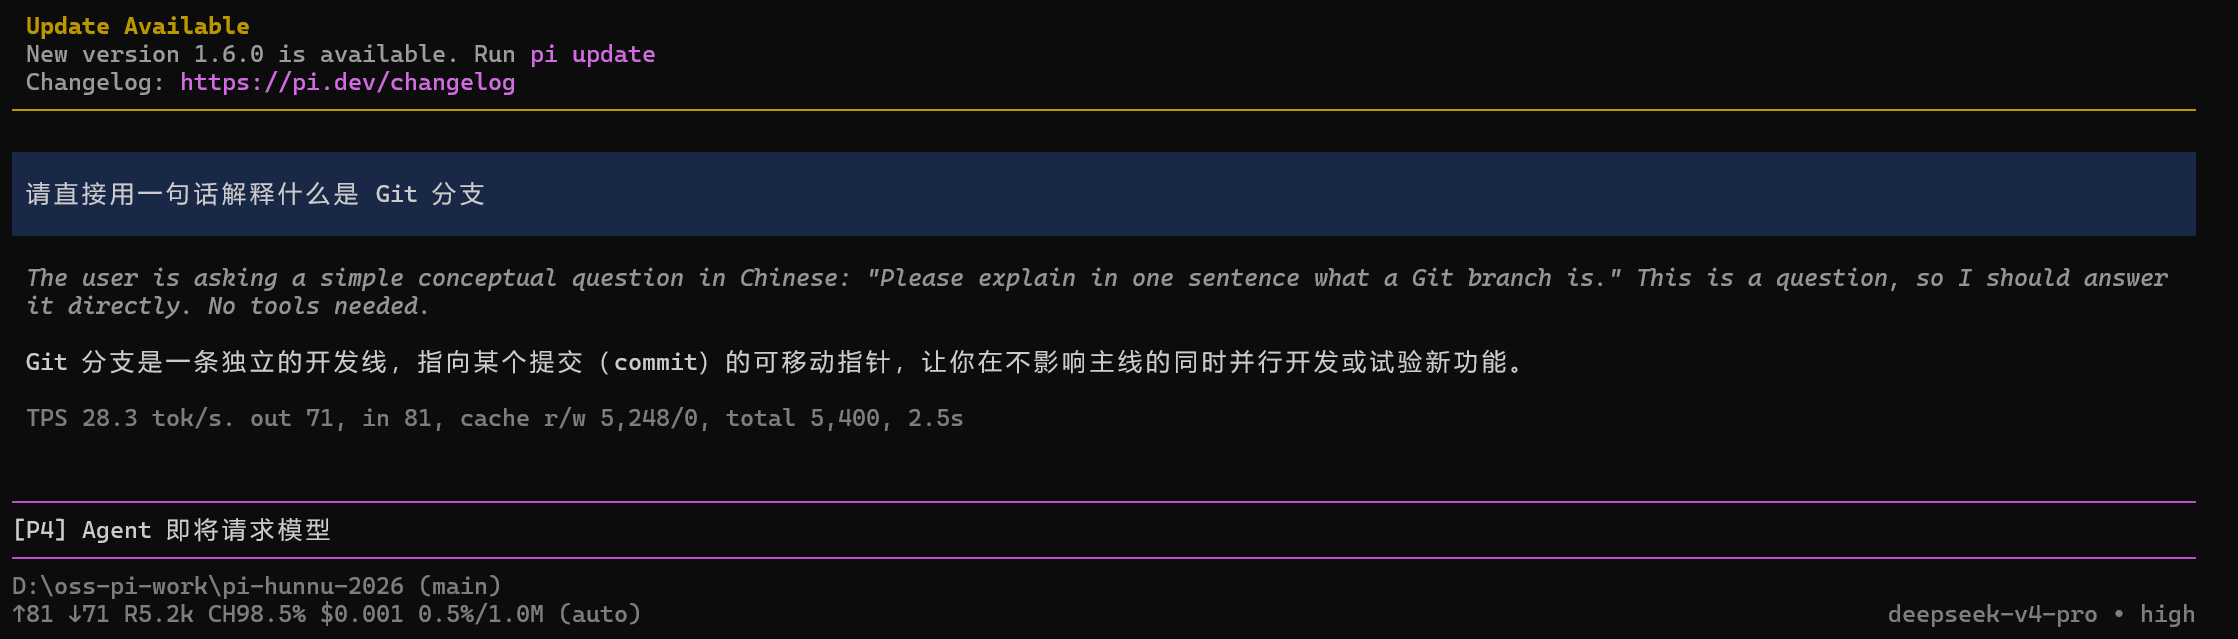 Update Available
New version 1.6.0 is available. Run pi update
Changelog: https://pi.dev/changelog
请直接用一句话解释什么是 Git 分支
The user is asking a simple conceptual question in Chinese: "Please explain in one sentence what a Git branch is." This is a question, so I should answer
it directly. No tools needed.
Git 分支是一条独立的开发线，指向某个提交（commit）的可移动指针，让你在不影响主线的同时并行开发或试验新功能。
TPS 28.3 tok/s. out 71, in 81, cache r/w 5,248/0, total 5,400, 2.5s
[P4] Agent 即将请求模型
D:\oss-pi-work\pi-hunnu-2026 (main)
↑81 ↓71 R5.2k CH98.5% $0.001 0.5%/1.0M (auto) deepseek-v4-pro • high